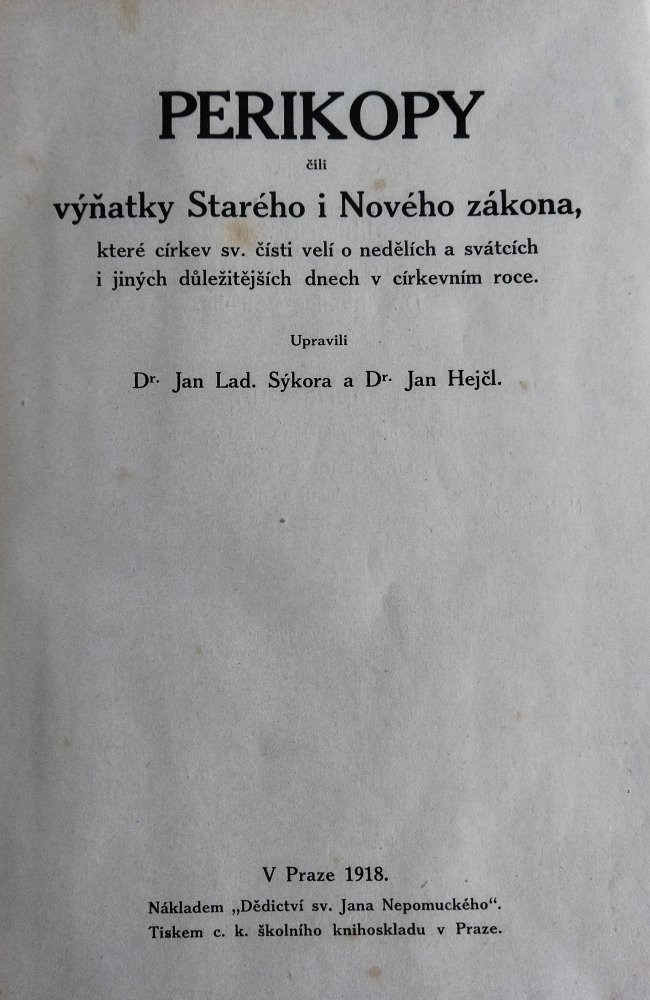 PERIKOPY
čili
výňatky Starého i Nového zákona,
které církev sv. čísti velí o nedělích a svátcích
i jiných důležitějších dnech v církevním roce.
Upravili
Dr. Jan Lad. Sýkora a Dr. Jan Hejčl.
V Praze 1918.
Nákladem „Dědictví sv. Jana Nepomuckého“.
Tiskem c. k. školního knihoskladu v Praze.